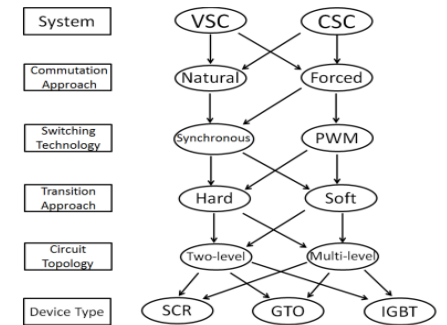 System
VSC
CSC
Commutation
Approach
Natural
Forced
Switching
Technology
Synchronous
PWM
Transition
Approach
Hard
Soft
Circuit
Topology
Two-level
Multi-level
Device Type
SCR
GTO
IGBT